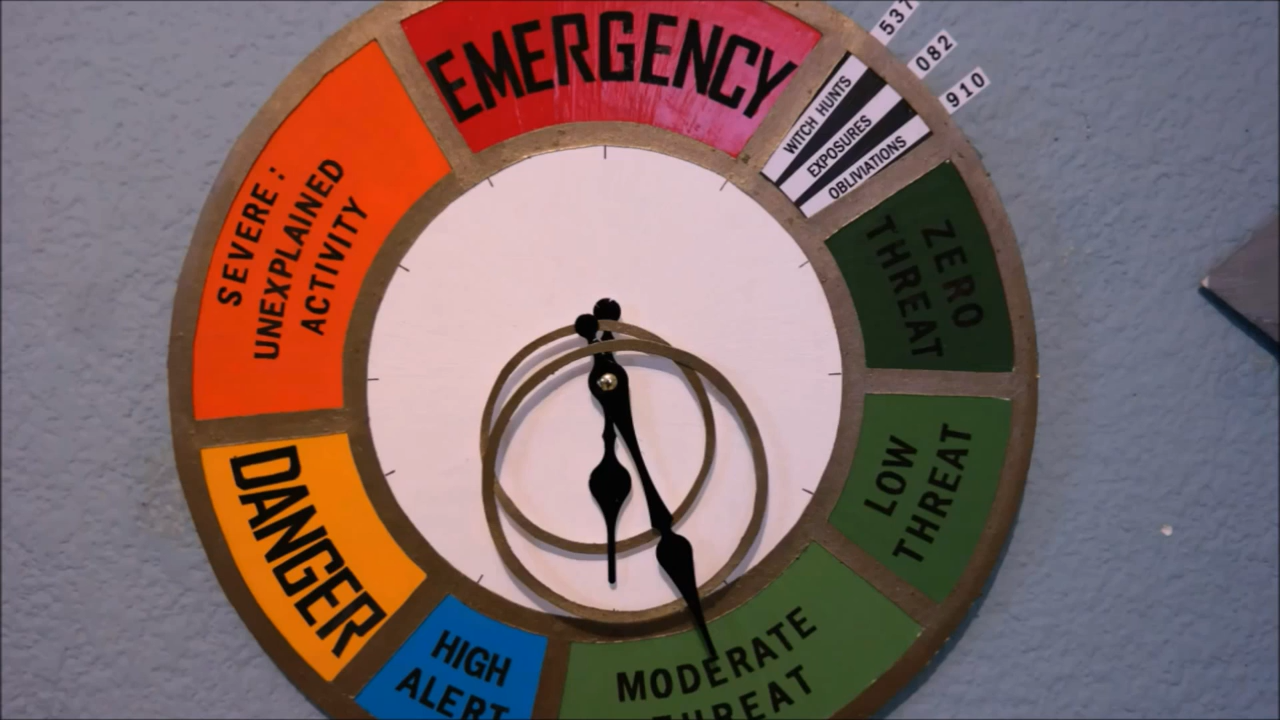 EMERGENCY
537
082
910
WITCH HUNTS
EXPOSURES
OBLIVIATIONS
ZERO
THREAT
LOW
THREAT
MODERATE
THREAT
HIGH
ALERT
DANGER
SEVERE :
UNEXPLAINED
ACTIVITY